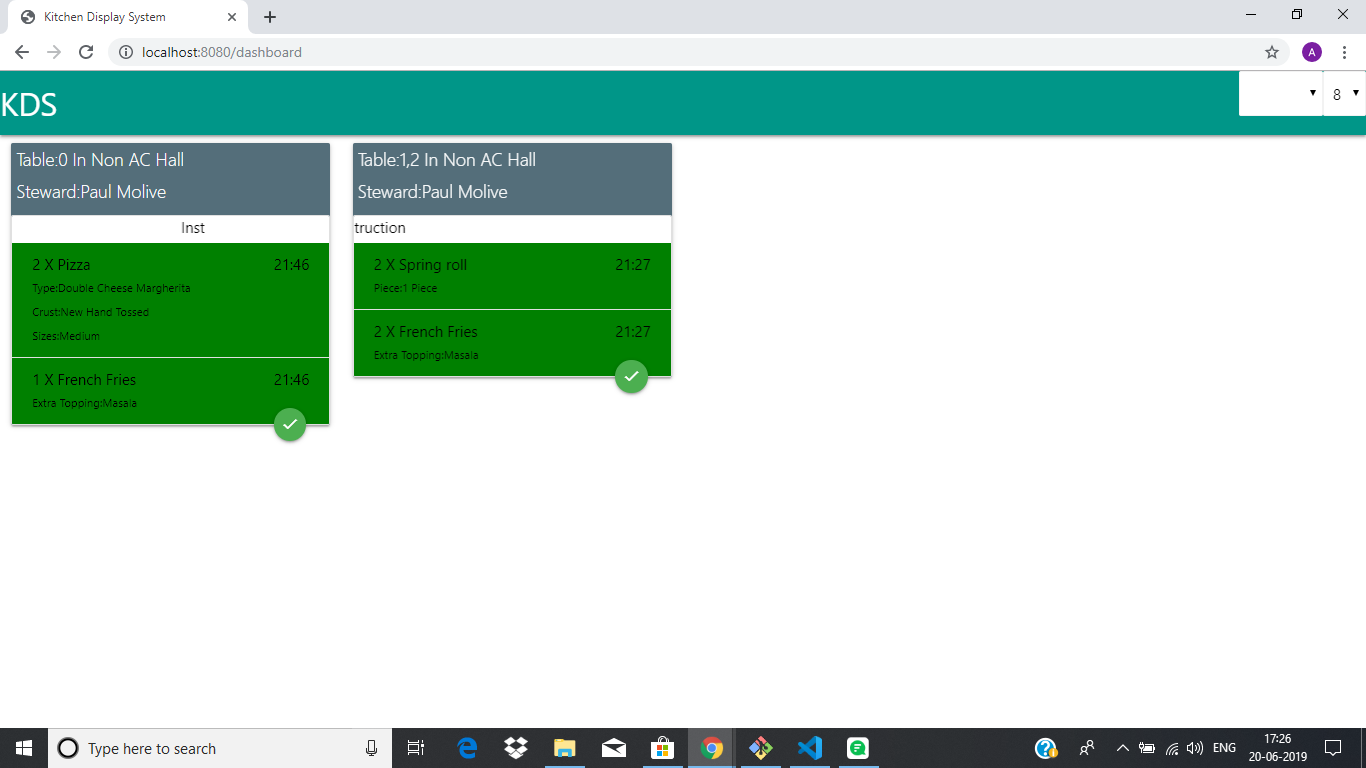 Kitchen Display System
localhost:8080/dashboard
A
KDS
8
Table:0 In Non AC Hall
Steward:Paul Molive
Inst
2 X Pizza 21:46
Type:Double Cheese Margherita
Crust:New Hand Tossed
Sizes:Medium
1 X French Fries 21:46
Extra Topping:Masala
Table:1,2 In Non AC Hall
Steward:Paul Molive
truction
2 X Spring roll 21:27
Piece:1 Piece
2 X French Fries 21:27
Extra Topping:Masala
Type here to search
ENG
17:26
20-06-2019